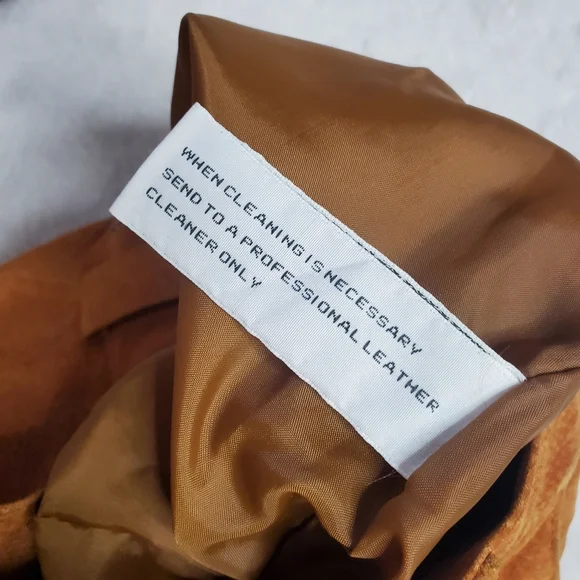 WHEN CLEANING IS NECESSARY
SEND TO A PROFESSIONAL LEATHER
CLEANER ONLY